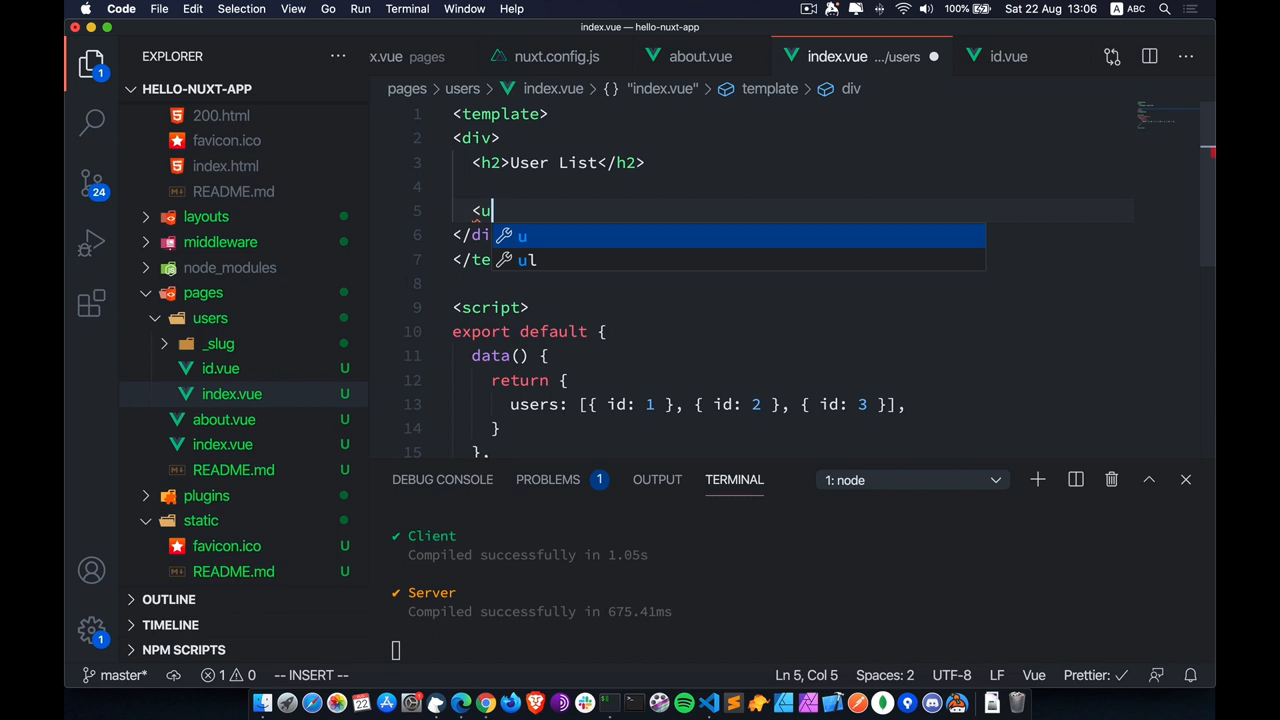 Code File Edit Selection View Go Run Terminal Window Help 100% Sat 22 Aug 13:06 A ABC
index.vue — hello-nuxt-app
EXPLORER
x.vue pages nuxt.config.js about.vue index.vue .../users id.vue
1
HELLO-NUXT-APP
pages users index.vue {} "index.vue" template div
200.html
favicon.ico
index.html
README.md
24
layouts
middleware
node_modules
pages
users
_slug
id.vue U
index.vue U
about.vue U
index.vue U
README.md U
plugins
static
favicon.ico U
README.md U
OUTLINE
TIMELINE
NPM SCRIPTS
1
1 <template>
2 <div>
3 <h2>User List</h2>
4
5 <u
u
ul
6 </di
7 </te
8
9 <script>
10 export default {
11 data() {
12 return {
13 users: [{ id: 1 }, { id: 2 }, { id: 3 }],
14 }
15 },
DEBUG CONSOLE PROBLEMS 1 OUTPUT TERMINAL 1: node
✔ Client
Compiled successfully in 1.05s
✔ Server
Compiled successfully in 675.41ms
master* 1 0 -- INSERT -- Ln 5, Col 5 Spaces: 2 UTF-8 LF Vue Prettier: ✓
22